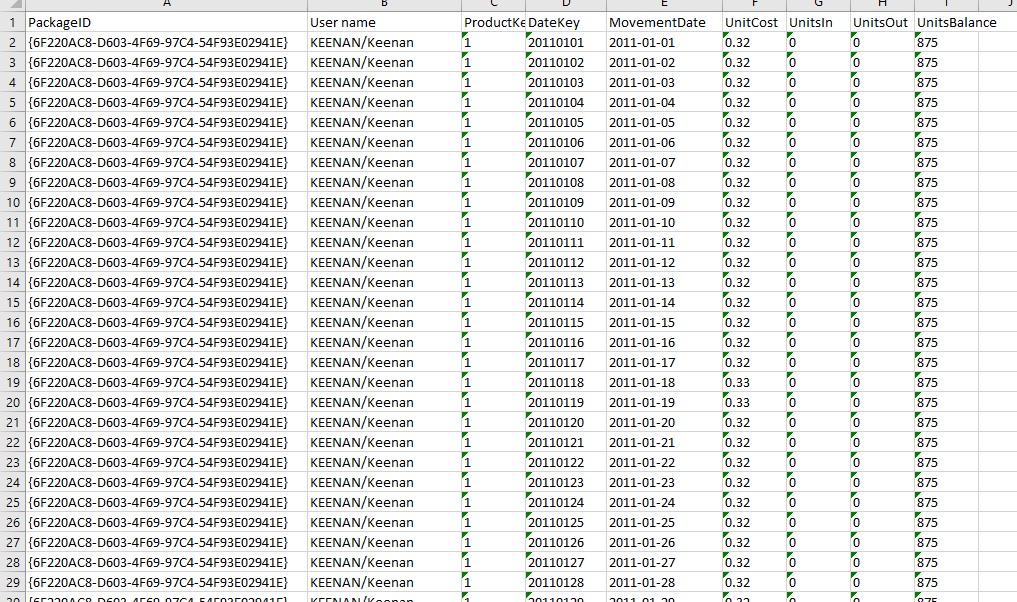 A B C D E F G H I J
1 PackageID User name ProductKe DateKey MovementDate UnitCost UnitsIn UnitsOut UnitsBalance
2 {6F220AC8-D603-4F69-97C4-54F93E02941E} KEENAN/Keenan 1 20110101 2011-01-01 0.32 0 0 875
3 {6F220AC8-D603-4F69-97C4-54F93E02941E} KEENAN/Keenan 1 20110102 2011-01-02 0.32 0 0 875
4 {6F220AC8-D603-4F69-97C4-54F93E02941E} KEENAN/Keenan 1 20110103 2011-01-03 0.32 0 0 875
5 {6F220AC8-D603-4F69-97C4-54F93E02941E} KEENAN/Keenan 1 20110104 2011-01-04 0.32 0 0 875
6 {6F220AC8-D603-4F69-97C4-54F93E02941E} KEENAN/Keenan 1 20110105 2011-01-05 0.32 0 0 875
7 {6F220AC8-D603-4F69-97C4-54F93E02941E} KEENAN/Keenan 1 20110106 2011-01-06 0.32 0 0 875
8 {6F220AC8-D603-4F69-97C4-54F93E02941E} KEENAN/Keenan 1 20110107 2011-01-07 0.32 0 0 875
9 {6F220AC8-D603-4F69-97C4-54F93E02941E} KEENAN/Keenan 1 20110108 2011-01-08 0.32 0 0 875
10 {6F220AC8-D603-4F69-97C4-54F93E02941E} KEENAN/Keenan 1 20110109 2011-01-09 0.32 0 0 875
11 {6F220AC8-D603-4F69-97C4-54F93E02941E} KEENAN/Keenan 1 20110110 2011-01-10 0.32 0 0 875
12 {6F220AC8-D603-4F69-97C4-54F93E02941E} KEENAN/Keenan 1 20110111 2011-01-11 0.32 0 0 875
13 {6F220AC8-D603-4F69-97C4-54F93E02941E} KEENAN/Keenan 1 20110112 2011-01-12 0.32 0 0 875
14 {6F220AC8-D603-4F69-97C4-54F93E02941E} KEENAN/Keenan 1 20110113 2011-01-13 0.32 0 0 875
15 {6F220AC8-D603-4F69-97C4-54F93E02941E} KEENAN/Keenan 1 20110114 2011-01-14 0.32 0 0 875
16 {6F220AC8-D603-4F69-97C4-54F93E02941E} KEENAN/Keenan 1 20110115 2011-01-15 0.32 0 0 875
17 {6F220AC8-D603-4F69-97C4-54F93E02941E} KEENAN/Keenan 1 20110116 2011-01-16 0.32 0 0 875
18 {6F220AC8-D603-4F69-97C4-54F93E02941E} KEENAN/Keenan 1 20110117 2011-01-17 0.32 0 0 875
19 {6F220AC8-D603-4F69-97C4-54F93E02941E} KEENAN/Keenan 1 20110118 2011-01-18 0.33 0 0 875
20 {6F220AC8-D603-4F69-97C4-54F93E02941E} KEENAN/Keenan 1 20110119 2011-01-19 0.33 0 0 875
21 {6F220AC8-D603-4F69-97C4-54F93E02941E} KEENAN/Keenan 1 20110120 2011-01-20 0.32 0 0 875
22 {6F220AC8-D603-4F69-97C4-54F93E02941E} KEENAN/Keenan 1 20110121 2011-01-21 0.32 0 0 875
23 {6F220AC8-D603-4F69-97C4-54F93E02941E} KEENAN/Keenan 1 20110122 2011-01-22 0.32 0 0 875
24 {6F220AC8-D603-4F69-97C4-54F93E02941E} KEENAN/Keenan 1 20110123 2011-01-23 0.32 0 0 875
25 {6F220AC8-D603-4F69-97C4-54F93E02941E} KEENAN/Keenan 1 20110124 2011-01-24 0.32 0 0 875
26 {6F220AC8-D603-4F69-97C4-54F93E02941E} KEENAN/Keenan 1 20110125 2011-01-25 0.32 0 0 875
27 {6F220AC8-D603-4F69-97C4-54F93E02941E} KEENAN/Keenan 1 20110126 2011-01-26 0.32 0 0 875
28 {6F220AC8-D603-4F69-97C4-54F93E02941E} KEENAN/Keenan 1 20110127 2011-01-27 0.32 0 0 875
29 {6F220AC8-D603-4F69-97C4-54F93E02941E} KEENAN/Keenan 1 20110128 2011-01-28 0.32 0 0 875